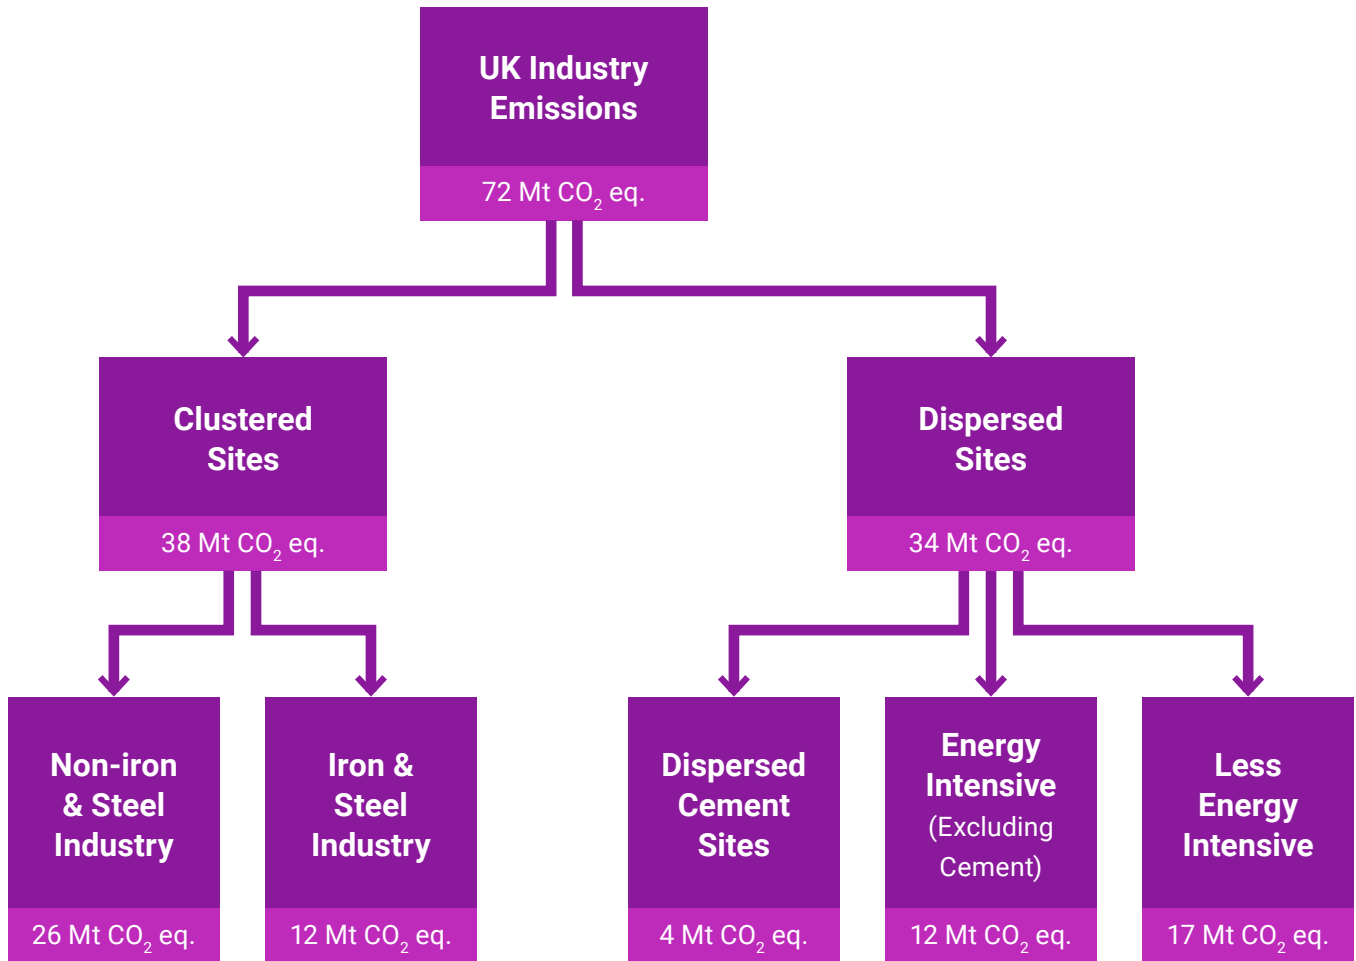 UK Industry
Emissions
72 Mt CO₂ eq.
Clustered
Sites
38 Mt CO₂ eq.
Dispersed
Sites
34 Mt CO₂ eq.
Non-iron
& Steel
Industry
26 Mt CO₂ eq.
Iron &
Steel
Industry
12 Mt CO₂ eq.
Dispersed
Cement
Sites
4 Mt CO₂ eq.
Energy
Intensive
(Excluding
Cement)
12 Mt CO₂ eq.
Less
Energy
Intensive
17 Mt CO₂ eq.